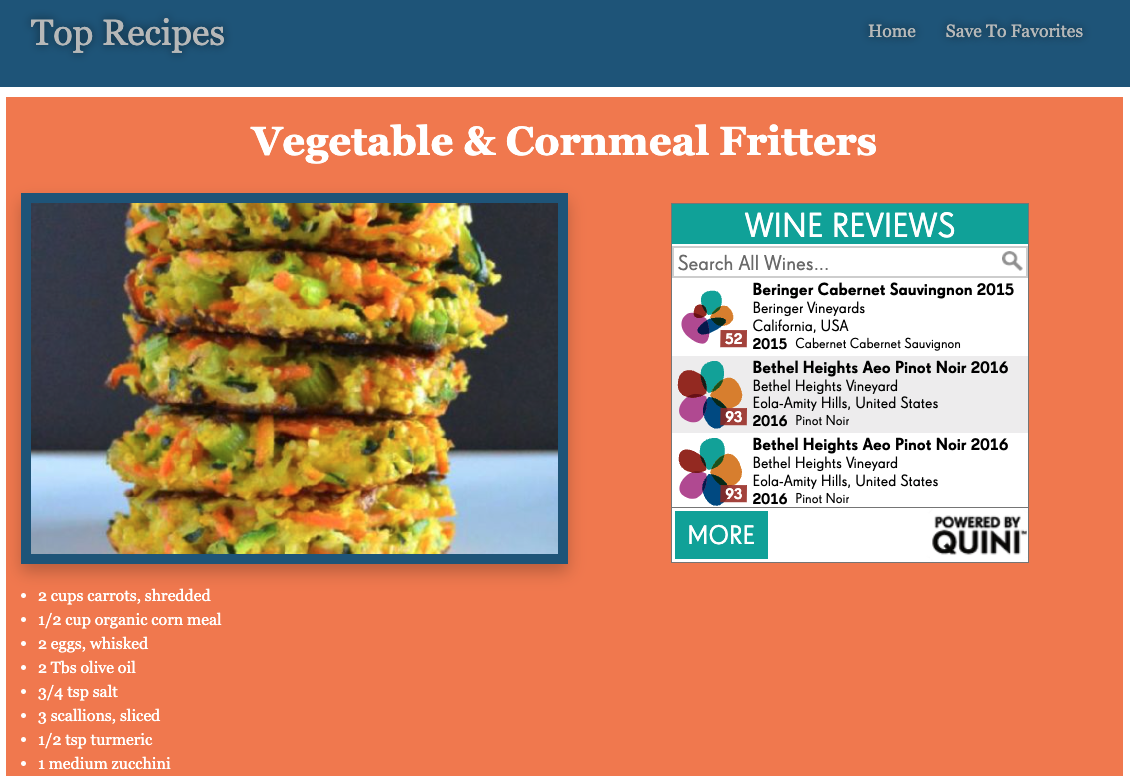 Top Recipes
Home Save To Favorites
Vegetable & Cornmeal Fritters
WINE REVIEWS
Search All Wines...
Beringer Cabernet Sauvingnon 2015
Beringer Vineyards
California, USA
52
2015 Cabernet Cabernet Sauvignon
Bethel Heights Aeo Pinot Noir 2016
Bethel Heights Vineyard
Eola-Amity Hills, United States
93
2016 Pinot Noir
Bethel Heights Aeo Pinot Noir 2016
Bethel Heights Vineyard
Eola-Amity Hills, United States
93
2016 Pinot Noir
MORE
POWERED BY
QUINI™
• 2 cups carrots, shredded
• 1/2 cup organic corn meal
• 2 eggs, whisked
• 2 Tbs olive oil
• 3/4 tsp salt
• 3 scallions, sliced
• 1/2 tsp turmeric
• 1 medium zucchini